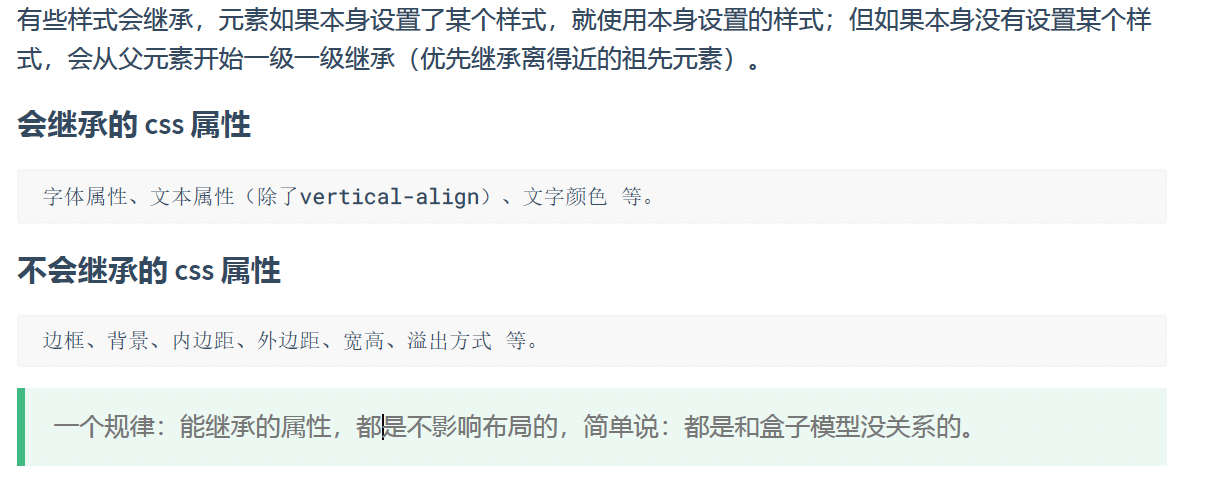 有些样式会继承，元素如果本身设置了某个样式，就使用本身设置的样式；但如果本身没有设置某个样
式，会从父元素开始一级一级继承（优先继承离得近的祖先元素）。
会继承的 css 属性
字体属性、文本属性（除了vertical-align）、文字颜色 等。
不会继承的 css 属性
边框、背景、内边距、外边距、宽高、溢出方式 等。
一个规律：能继承的属性，都是不影响布局的，简单说：都是和盒子模型没关系的。